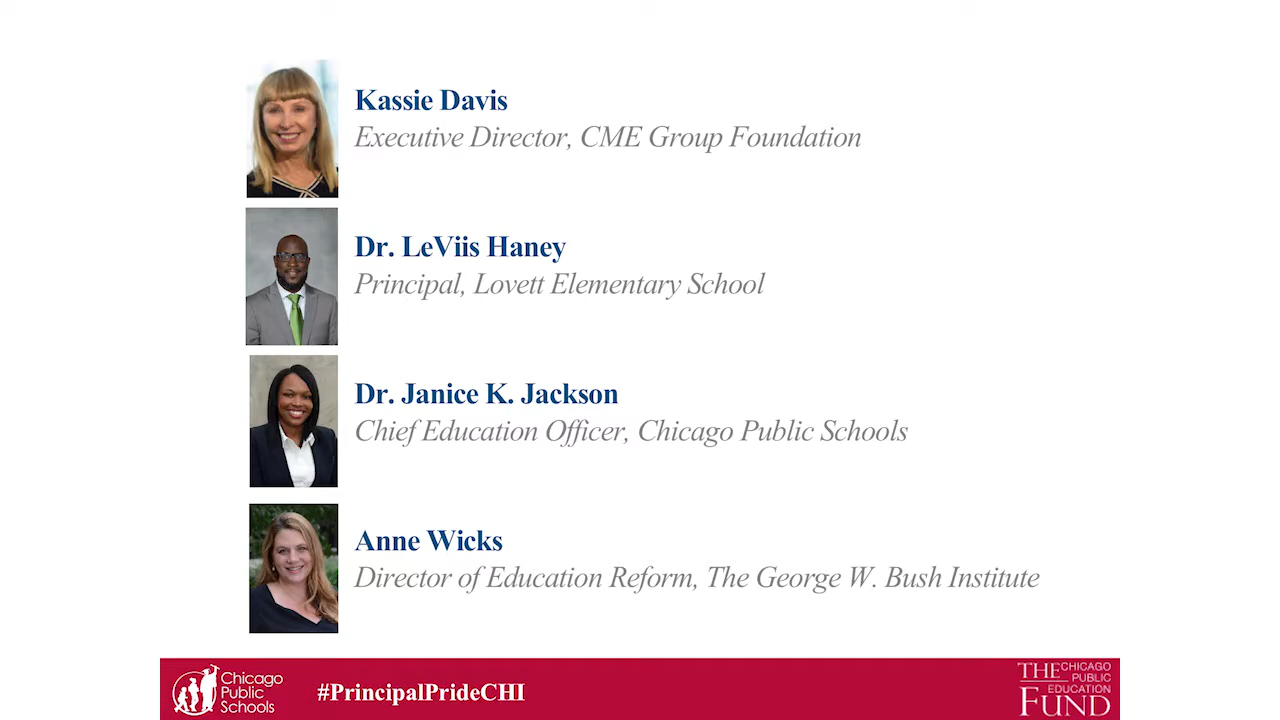 Kassie Davis
Executive Director, CME Group Foundation
Dr. LeViis Haney
Principal, Lovett Elementary School
Dr. Janice K. Jackson
Chief Education Officer, Chicago Public Schools
Anne Wicks
Director of Education Reform, The George W. Bush Institute
Chicago
Public
Schools
#PrincipalPrideCHI
THE CHICAGO
PUBLIC
EDUCATION
FUND